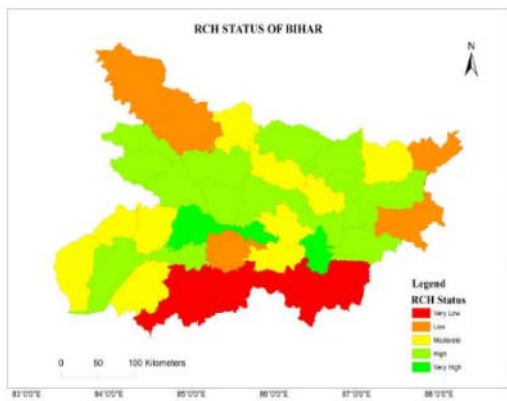 RCH STATUS OF BIHAR
N
Legend
RCH Status
Very Low
Low
Moderate
High
Very High
0 50 100 Kilometers
83°0'0"E 84°0'0"E 85°0'0"E 86°0'0"E 87°0'0"E 88°0'0"E